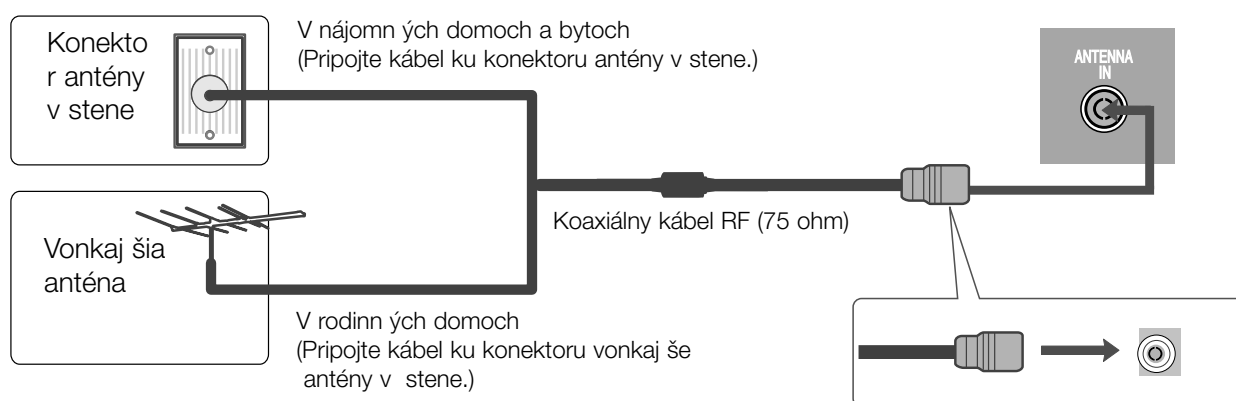 Konekto
r antény
v stene
V nájomn ých domoch a bytoch
(Pripojte kábel ku konektoru antény v stene.)
ANTENNA
IN
Koaxiálny kábel RF (75 ohm)
Vonkaj šia
anténa
V rodinn ých domoch
(Pripojte kábel ku konektoru vonkaj še
antény v stene.)